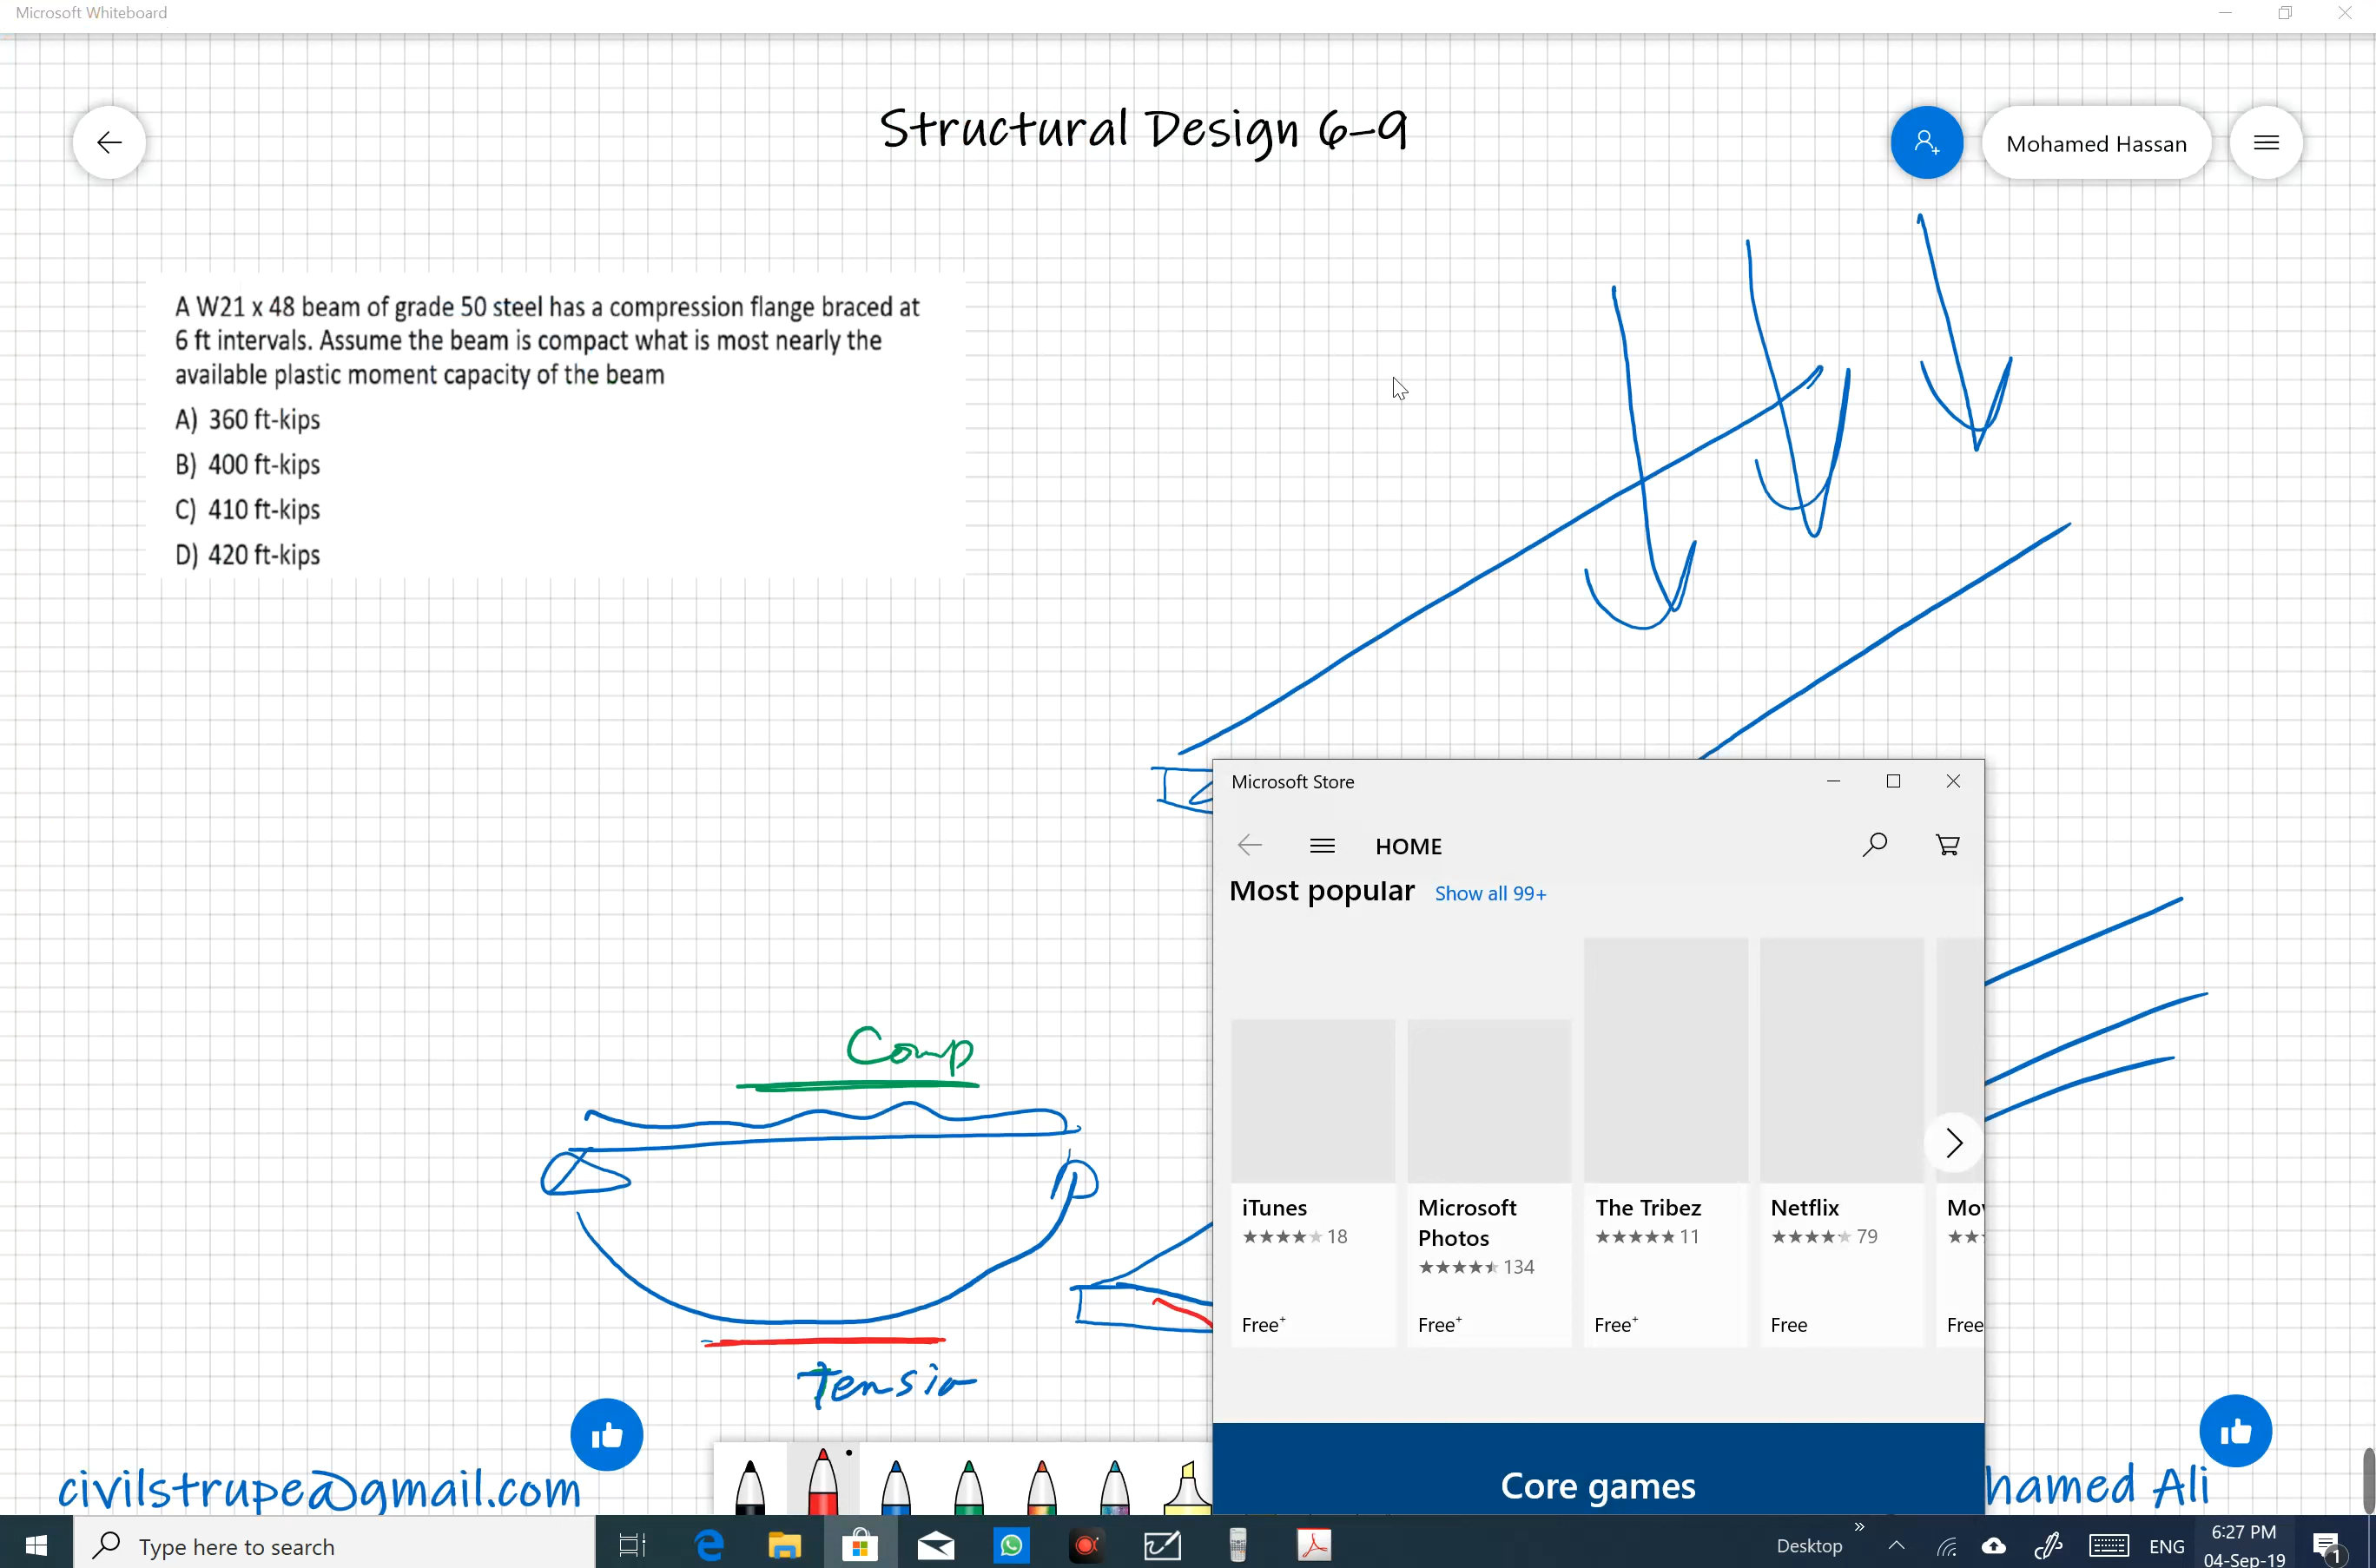 Microsoft Whiteboard
Structural Design 6-9
Mohamed Hassan
A W21 x 48 beam of grade 50 steel has a compression flange braced at
6 ft intervals. Assume the beam is compact what is most nearly the
available plastic moment capacity of the beam
A) 360 ft-kips
B) 400 ft-kips
C) 410 ft-kips
D) 420 ft-kips
Microsoft Store
HOME
Most popular Show all 99+
Comp
iTunes
18
Free+
Microsoft
Photos
134
Free+
The Tribez
11
Free+
Netflix
79
Free
Mov
Free
Tension
Core games
civilstrupe@gmail.com
hamed Ali
Type here to search
Desktop
ENG
6:27 PM
04-Sep-19
1